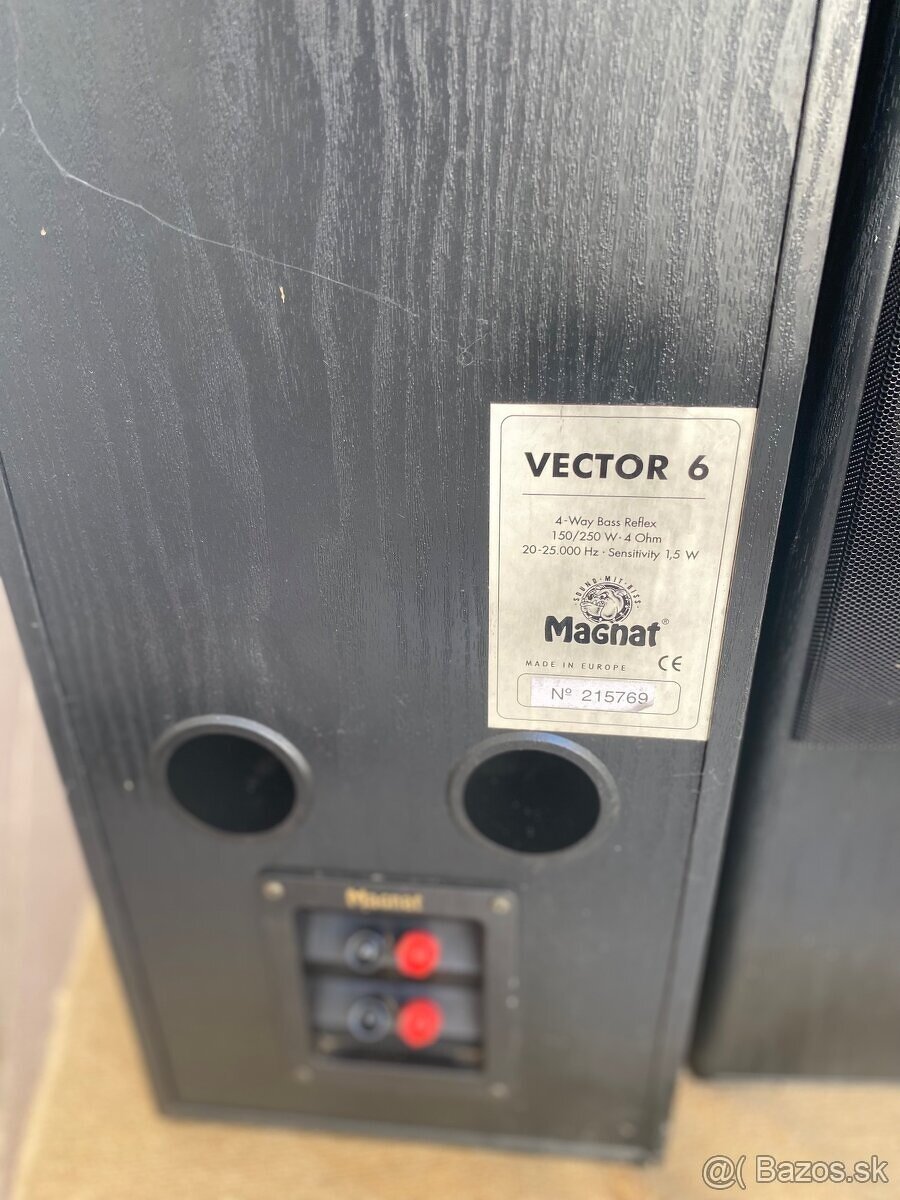 VECTOR 6
4-Way Bass Reflex
150/250 W · 4 Ohm
20-25.000 Hz · Sensitivity 1,5 W
SOUND · MIT · BISS
Magnat®
MADE IN EUROPE CE
Nº 215769
Magnat
@( Bazos.sk